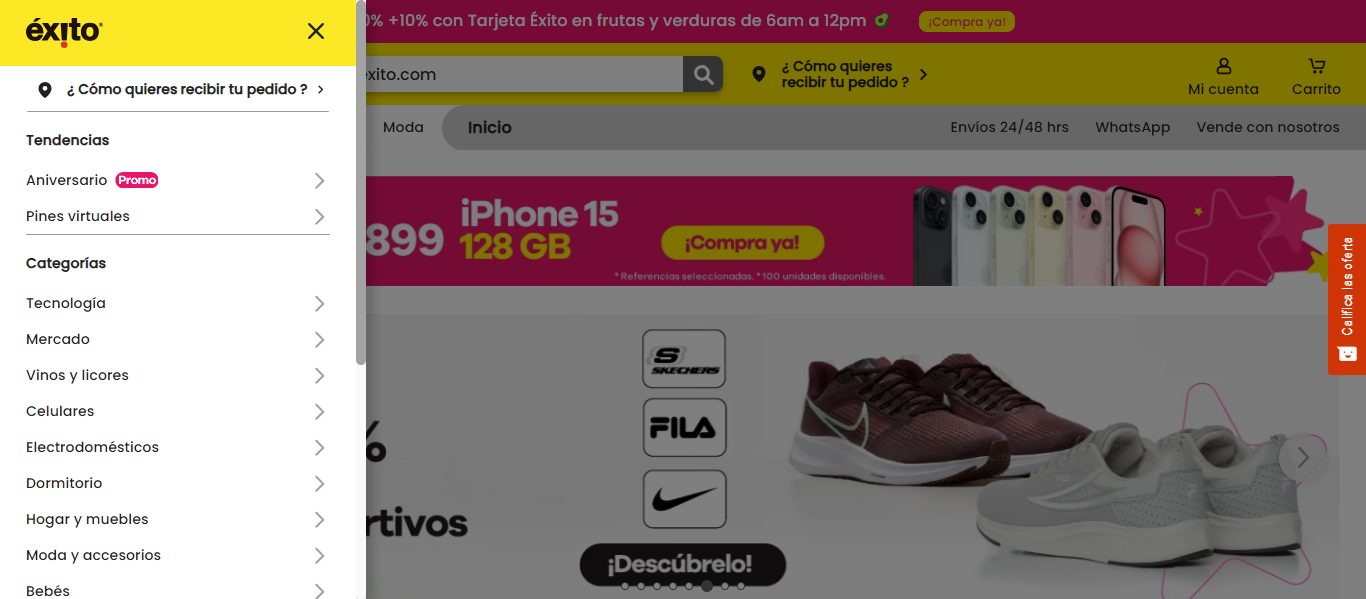 éxito
0% +10% con Tarjeta Éxito en frutas y verduras de 6am a 12pm
¡Compra ya!
¿ Cómo quieres recibir tu pedido ?
exito.com
¿ Cómo quieres
recibir tu pedido ?
Mi cuenta
Carrito
Moda
Inicio
Envíos 24/48 hrs
WhatsApp
Vende con nosotros
Tendencias
Aniversario Promo
Pines virtuales
Categorías
Tecnología
Mercado
Vinos y licores
Celulares
Electrodomésticos
Dormitorio
Hogar y muebles
Moda y accesorios
Bebés
899
iPhone 15
128 GB
¡Compra ya!
*Referencias seleccionadas. *100 unidades disponibles.
Califica las oferta
S
SKECHERS
FILA
%
rtivos
¡Descúbrelo!